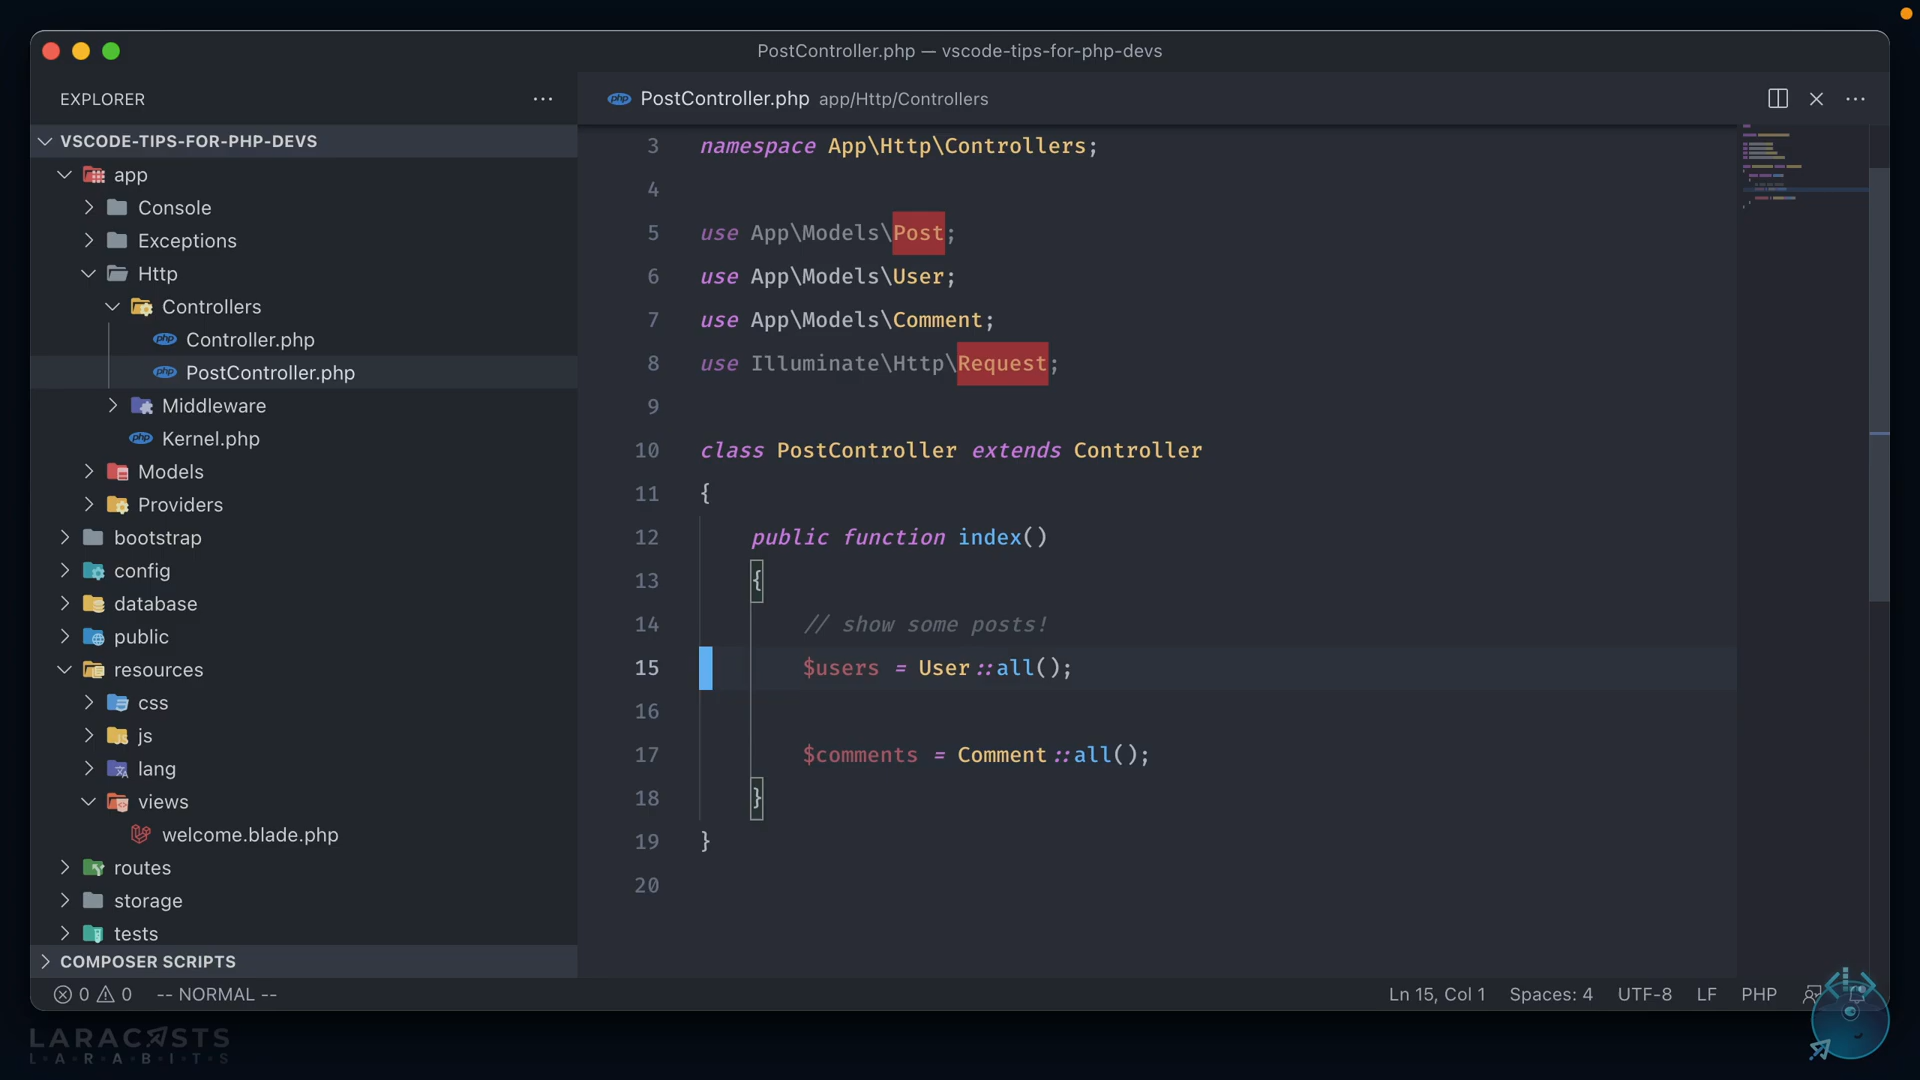 PostController.php — vscode-tips-for-php-devs
EXPLORER
VSCODE-TIPS-FOR-PHP-DEVS
app
Console
Exceptions
Http
Controllers
php Controller.php
php PostController.php
Middleware
php Kernel.php
Models
Providers
bootstrap
config
database
public
resources
css
js
lang
views
welcome.blade.php
routes
storage
tests
COMPOSER SCRIPTS
php PostController.php app/Http/Controllers
3 namespace App\Http\Controllers;
4
5 use App\Models\Post;
6 use App\Models\User;
7 use App\Models\Comment;
8 use Illuminate\Http\Request;
9
10 class PostController extends Controller
11 {
12 public function index()
13 {
14 // show some posts!
15 $users = User::all();
16
17 $comments = Comment::all();
18 }
19 }
20
0 0 -- NORMAL --
Ln 15, Col 1 Spaces: 4 UTF-8 LF PHP
LARACASTS
L·A·R·A·B·I·T·S